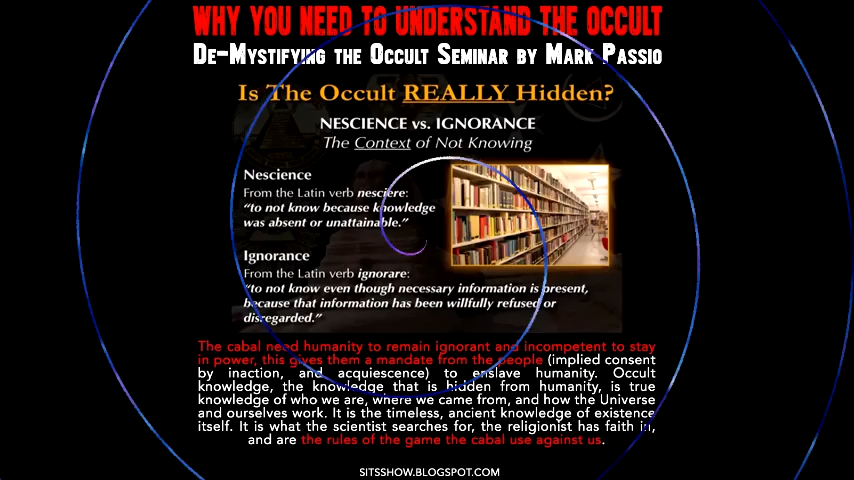 WHY YOU NEED TO UNDERSTAND THE OCCULT
DE-MYSTIFYING THE OCCULT SEMINAR BY MARK PASSIO
Is The Occult REALLY Hidden?
NESCIENCE vs. IGNORANCE
The Context of Not Knowing
Nescience
From the Latin verb nesciere:
“to not know because knowledge
was absent or unattainable.”
Ignorance
From the Latin verb ignorare:
“to not know even though necessary information is present,
because that information has been willfully refused or
disregarded.”
The cabal need humanity to remain ignorant and incompetent to stay
in power, this gives them a mandate from the people (implied consent
by inaction, and acquiescence) to enslave humanity. Occult
knowledge, the knowledge that is hidden from humanity, is true
knowledge of who we are, where we came from, and how the Universe
and ourselves work. It is the timeless, ancient knowledge of existence
itself. It is what the scientist searches for, the religionist has faith in,
and are the rules of the game the cabal use against us.
SITSSHOW.BLOGSPOT.COM